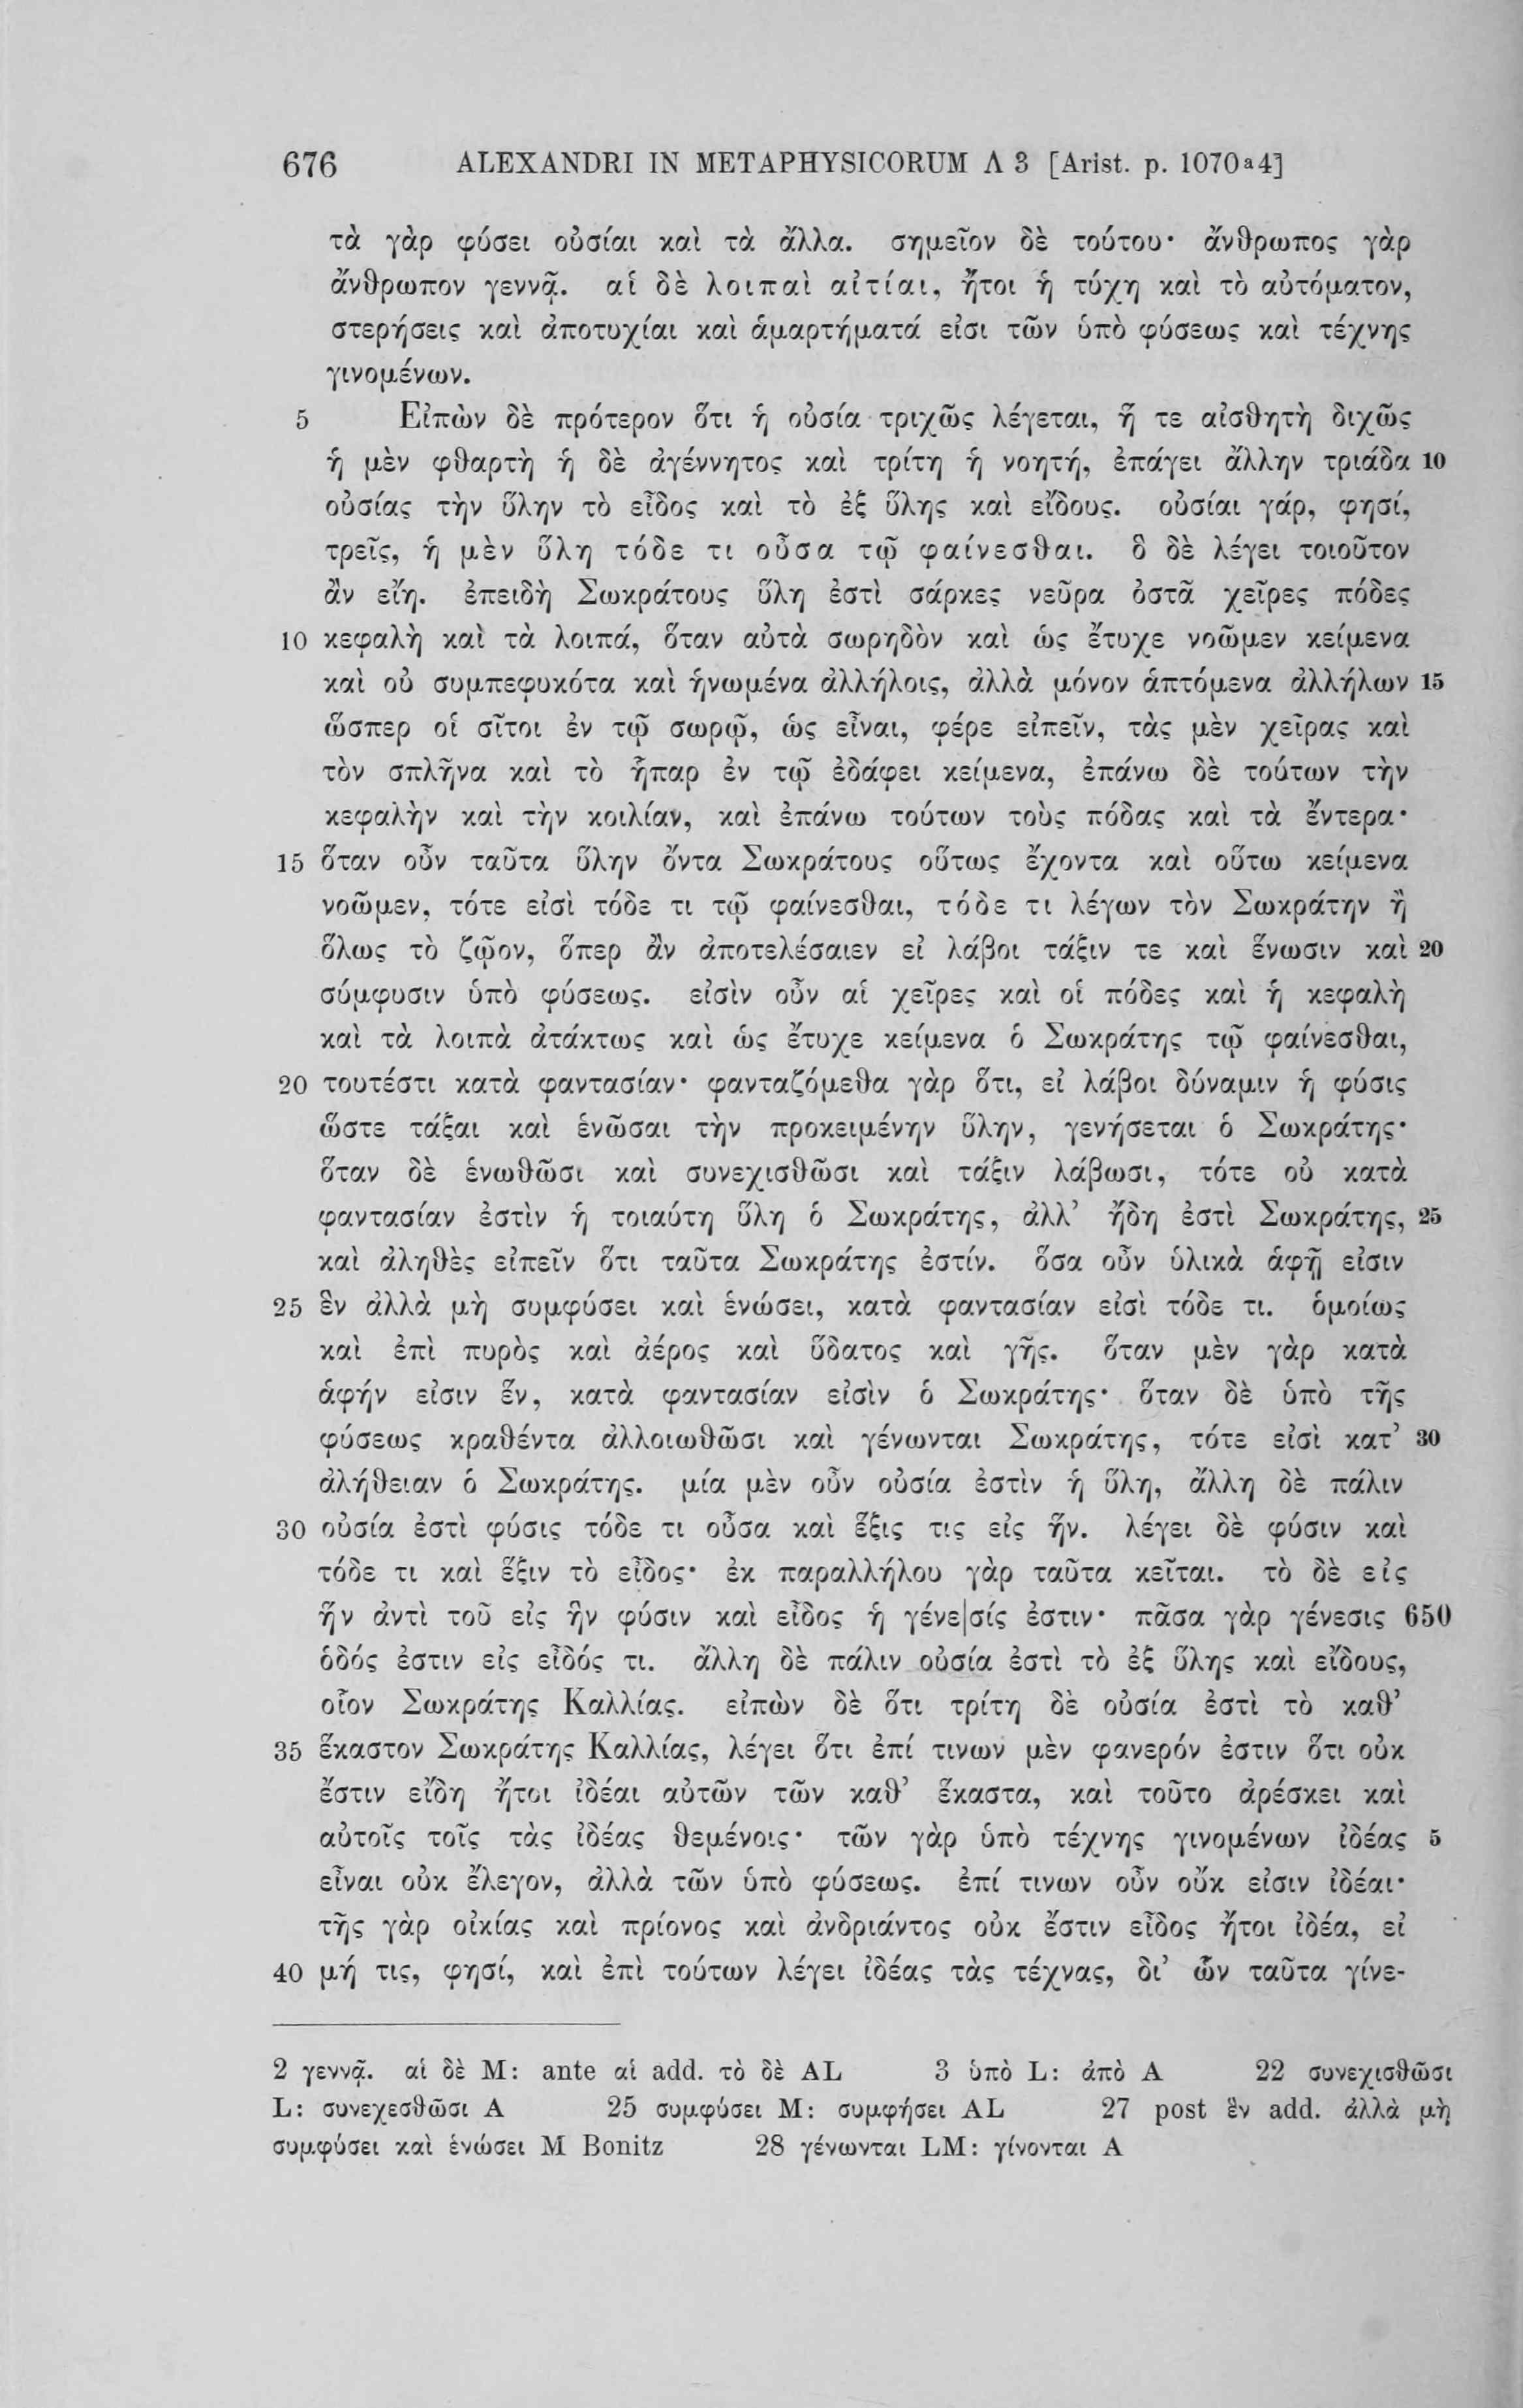 676 ALEXANDRI IN METAPHYSICORUM Λ 3 [Arist. p. 1070ᵃ4]
τὰ γὰρ φύσει οὐσίαι καὶ τὰ ἄλλα. σημεῖον δὲ τούτου· ἄνθρωπος γὰρ
ἄνθρωπον γεννᾷ. αἱ δὲ λοιπαὶ αἰτίαι, ἤτοι ἡ τύχη καὶ τὸ αὐτόματον,
στερήσεις καὶ ἀποτυχίαι καὶ ἁμαρτήματά εἰσι τῶν ὑπὸ φύσεως καὶ τέχνης
γινομένων.
5 Εἰπὼν δὲ πρότερον ὅτι ἡ οὐσία τριχῶς λέγεται, ἥ τε αἰσθητὴ διχῶς
ἡ μὲν φθαρτὴ ἡ δὲ ἀγέννητος καὶ τρίτη ἡ νοητή, ἐπάγει ἄλλην τριάδα 10
οὐσίας τὴν ὕλην τὸ εἶδος καὶ τὸ ἐξ ὕλης καὶ εἴδους. οὐσίαι γάρ, φησί,
τρεῖς, ἡ μὲν ὕλη τόδε τι οὖσα τῷ φαίνεσθαι. ὃ δὲ λέγει τοιοῦτον
ἂν εἴη. ἐπειδὴ Σωκράτους ὕλη ἐστὶ σάρκες νεῦρα ὀστᾶ χεῖρες πόδες
10 κεφαλὴ καὶ τὰ λοιπά, ὅταν αὐτὰ σωρηδὸν καὶ ὡς ἔτυχε νοῶμεν κείμενα
καὶ οὐ συμπεφυκότα καὶ ἡνωμένα ἀλλήλοις, ἀλλὰ μόνον ἁπτόμενα ἀλλήλων 15
ὥσπερ οἱ σῖτοι ἐν τῷ σωρῷ, ὡς εἶναι, φέρε εἰπεῖν, τὰς μὲν χεῖρας καὶ
τὸν σπλῆνα καὶ τὸ ἧπαρ ἐν τῷ ἐδάφει κείμενα, ἐπάνω δὲ τούτων τὴν
κεφαλὴν καὶ τὴν κοιλίαν, καὶ ἐπάνω τούτων τοὺς πόδας καὶ τὰ ἔντερα·
15 ὅταν οὖν ταῦτα ὕλην ὄντα Σωκράτους οὕτως ἔχοντα καὶ οὕτω κείμενα
νοῶμεν, τότε εἰσὶ τόδε τι τῷ φαίνεσθαι, τόδε τι λέγων τὸν Σωκράτην ἢ
ὅλως τὸ ζῷον, ὅπερ ἂν ἀποτελέσαιεν εἰ λάβοι τάξιν τε καὶ ἕνωσιν καὶ 20
σύμφυσιν ὑπὸ φύσεως. εἰσὶν οὖν αἱ χεῖρες καὶ οἱ πόδες καὶ ἡ κεφαλὴ
καὶ τὰ λοιπὰ ἀτάκτως καὶ ὡς ἔτυχε κείμενα ὁ Σωκράτης τῷ φαίνεσθαι,
20 τουτέστι κατὰ φαντασίαν· φανταζόμεθα γὰρ ὅτι, εἰ λάβοι δύναμιν ἡ φύσις
ὥστε τάξαι καὶ ἑνῶσαι τὴν προκειμένην ὕλην, γενήσεται ὁ Σωκράτης·
ὅταν δὲ ἑνωθῶσι καὶ συνεχισθῶσι καὶ τάξιν λάβωσι, τότε οὐ κατὰ
φαντασίαν ἐστὶν ἡ τοιαύτη ὕλη ὁ Σωκράτης, ἀλλ’ ἤδη ἐστὶ Σωκράτης, 25
καὶ ἀληθὲς εἰπεῖν ὅτι ταῦτα Σωκράτης ἐστίν. ὅσα οὖν ὑλικὰ ἁφῇ εἰσιν
25 ἓν ἀλλὰ μὴ συμφύσει καὶ ἑνώσει, κατὰ φαντασίαν εἰσὶ τόδε τι. ὁμοίως
καὶ ἐπὶ πυρὸς καὶ ἀέρος καὶ ὕδατος καὶ γῆς. ὅταν μὲν γὰρ κατὰ
ἁφήν εἰσιν ἕν, κατὰ φαντασίαν εἰσὶν ὁ Σωκράτης· ὅταν δὲ ὑπὸ τῆς
φύσεως κραθέντα ἀλλοιωθῶσι καὶ γένωνται Σωκράτης, τότε εἰσὶ κατ’ 30
ἀλήθειαν ὁ Σωκράτης. μία μὲν οὖν οὐσία ἐστὶν ἡ ὕλη, ἄλλη δὲ πάλιν
30 οὐσία ἐστὶ φύσις τόδε τι οὖσα καὶ ἕξις τις εἰς ἥν. λέγει δὲ φύσιν καὶ
τόδε τι καὶ ἕξιν τὸ εἶδος· ἐκ παραλλήλου γὰρ ταῦτα κεῖται. τὸ δὲ εἰς
ἥν ἀντὶ τοῦ εἰς ἣν φύσιν καὶ εἶδος ἡ γένε|σίς ἐστιν· πᾶσα γὰρ γένεσις 650
ὁδός ἐστιν εἰς εἶδός τι. ἄλλη δὲ πάλιν οὐσία ἐστὶ τὸ ἐξ ὕλης καὶ εἴδους,
οἷον Σωκράτης Καλλίας. εἰπὼν δὲ ὅτι τρίτη δὲ οὐσία ἐστὶ τὸ καθ’
35 ἕκαστον Σωκράτης Καλλίας, λέγει ὅτι ἐπί τινων μὲν φανερόν ἐστιν ὅτι οὐκ
ἔστιν εἴδη ἤτοι ἰδέαι αὐτῶν τῶν καθ’ ἕκαστα, καὶ τοῦτο ἀρέσκει καὶ
αὐτοῖς τοῖς τὰς ἰδέας θεμένοις· τῶν γὰρ ὑπὸ τέχνης γινομένων ἰδέας 5
εἶναι οὐκ ἔλεγον, ἀλλὰ τῶν ὑπὸ φύσεως. ἐπί τινων οὖν οὔκ εἰσιν ἰδέαι·
τῆς γὰρ οἰκίας καὶ πρίονος καὶ ἀνδριάντος οὐκ ἔστιν εἶδος ἤτοι ἰδέα, εἰ
40 μή τις, φησί, καὶ ἐπὶ τούτων λέγει ἰδέας τὰς τέχνας, δι’ ὧν ταῦτα γίνε-
2 γεννᾷ. αἱ δὲ M: ante αἱ add. τὸ δὲ AL 3 ὑπὸ L: ἀπὸ A 22 συνεχισθῶσι
L: συνεχεσθῶσι A 25 συμφύσει M: συμφήσει AL 27 post ἓν add. ἀλλὰ μὴ
συμφύσει καὶ ἑνώσει M Bonitz 28 γένωνται LM: γίνονται A